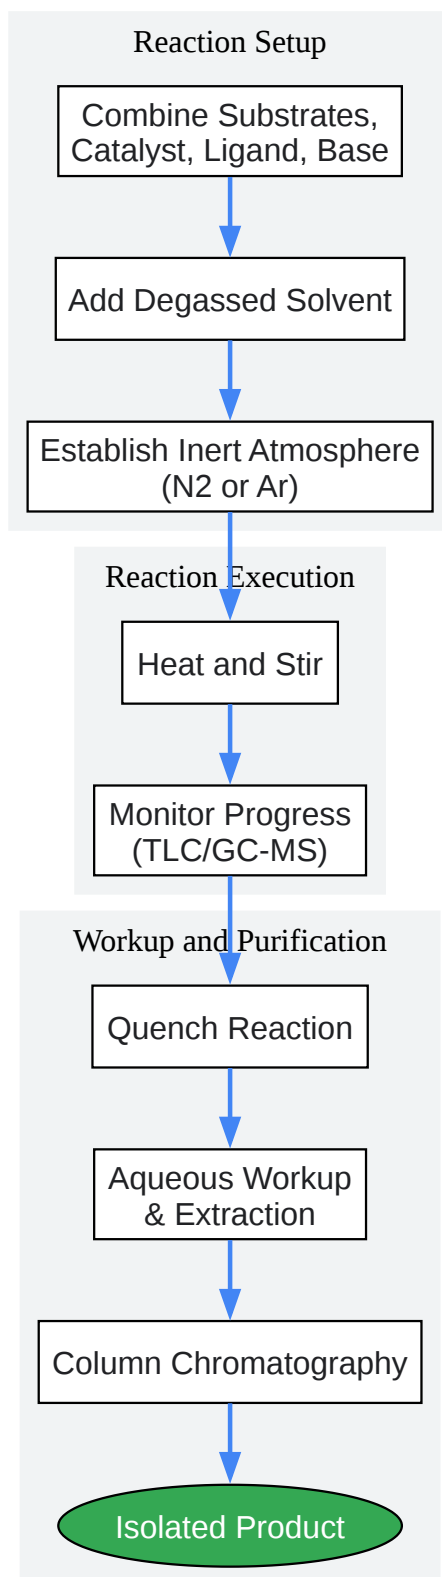 Reaction Setup
Combine Substrates,
Catalyst, Ligand, Base
Add Degassed Solvent
Establish Inert Atmosphere
(N2 or Ar)
Reaction Execution
Heat and Stir
Monitor Progress
(TLC/GC-MS)
Workup and Purification
Quench Reaction
Aqueous Workup
& Extraction
Column Chromatography
Isolated Product